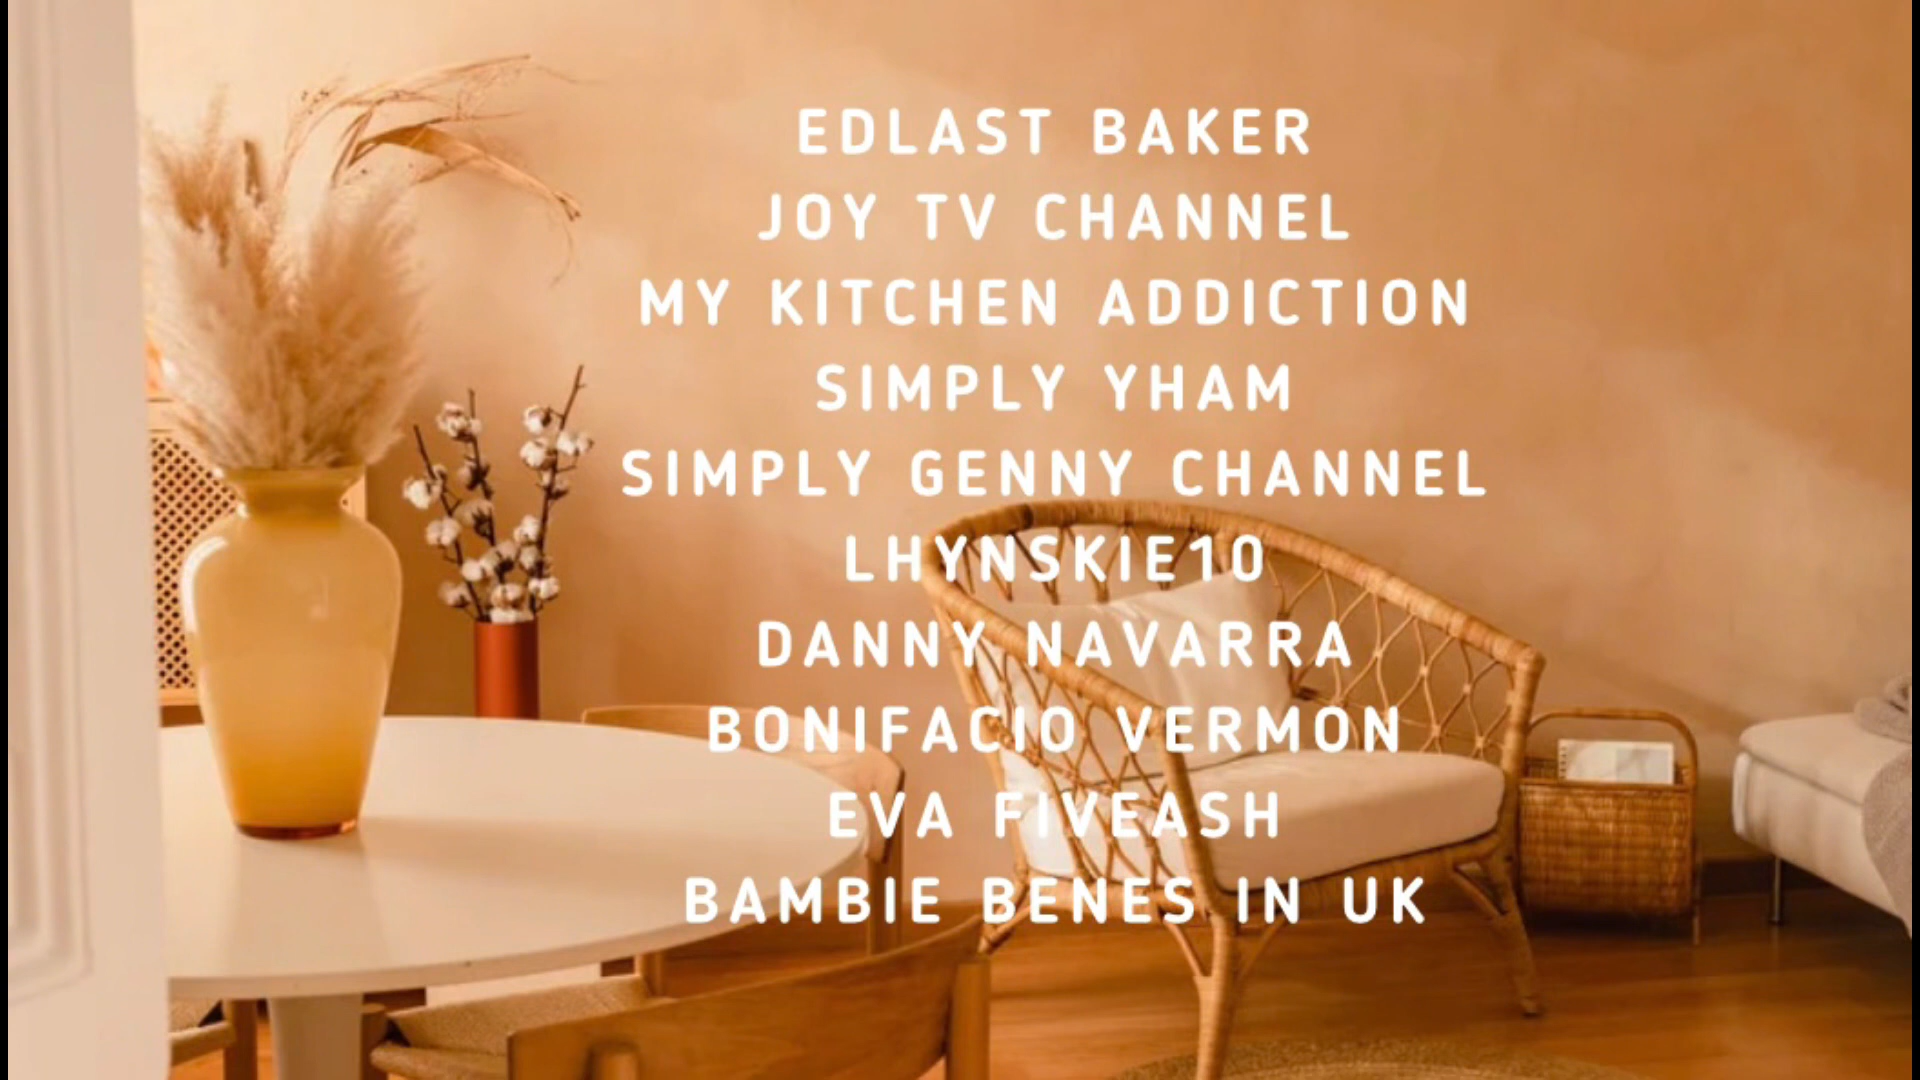 EDLAST BAKER
JOY TV CHANNEL
MY KITCHEN ADDICTION
SIMPLY YHAM
SIMPLY GENNY CHANNEL
LHYNSKIE10
DANNY NAVARRA
BONIFACIO VERMON
EVA FIVEASH
BAMBIE BENES IN UK